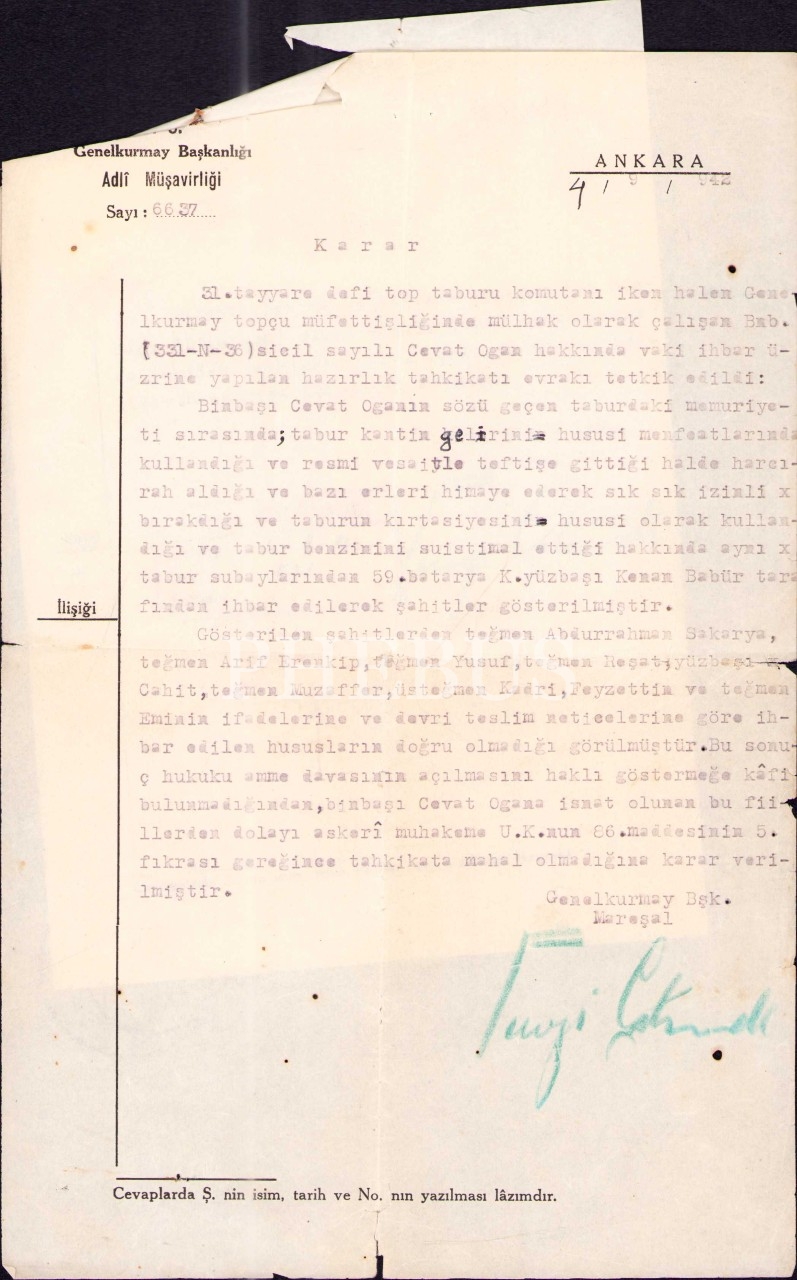 Genelkurmay Başkanlığı
Adlî Müşavirliği
Sayı : 6637
ANKARA
4 / 9 / 942
Karar
31.tayyare defi top taburu komutanı iken halen Gene
lkurmay topçu müfettişliğinde mülhak olarak çalışan Bnb.
(331-N-36)sicil sayılı Cevat Ogan hakkında vaki ihbar ü-
zrine yapılan hazırlık tahkikatı evrakı tetkik edildi:
Binbaşı Cevat Oganın sözü geçen taburdaki memuriye-
ti sırasında;tabur kantin gelirini hususi menfeatlarında
kullandığı ve resmi vesaitle teftişe gittiği halde harcı-
rah aldığı ve bazı erleri himaye ederek sık sık izinli x
bırakdığı ve taburun kırtasiyesini hususi olarak kullan-
dığı ve tabur benzinini suistimal ettiği hakkında aynı x
tabur subaylarından 59.batarya K.yüzbaşı Kenan Babür tara
fından ihbar edilerek şahitler gösterilmiştir.
İlişiği
Gösterilen şahitlerden teğmen Abdurrahman Sakarya,
teğmen Arif Erenkip,teğmen Yusuf,teğmen Reşat,yüzbaşı
Cahit,teğmen Muzaffer,üsteğmen Kadri,Feyzettin ve teğmen
Eminin ifadelerine ve devri teslim neticelerine göre ih-
bar edilen hususların doğru olmadığı görülmüştür.Bu sonu-
ç hukuku amme davasının açılmasını haklı göstermeğe kâfi
bulunmadığından,binbaşı Cevat Ogana isnat olunan bu fii-
llerden dolayı askerî muhakeme U.K.nun 86.maddesinin 5.
fıkrası gereğince tahkikata mahal olmadığına karar veri-
lmiştir.
Genelkurmay Bşk.
Mareşal
Cevaplarda Ş. nin isim, tarih ve No. nın yazılması lâzımdır.